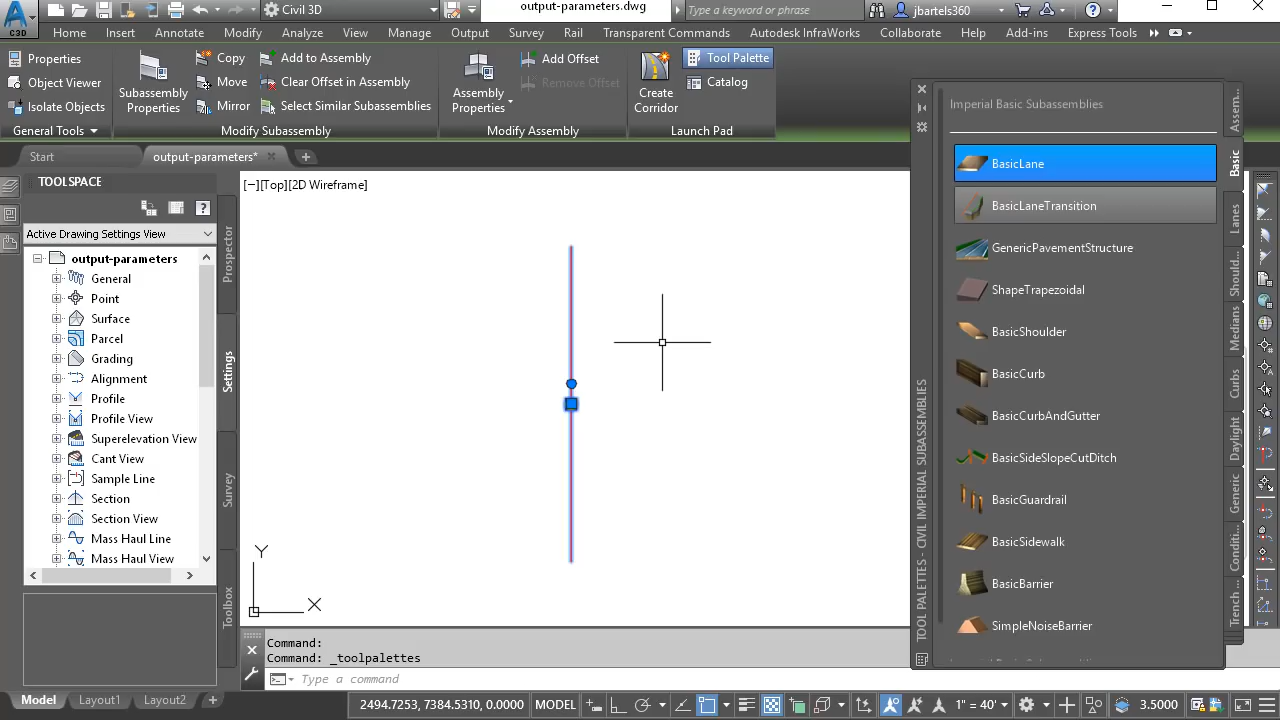 Civil 3D
output-parameters.dwg
Type a keyword or phrase
jbartels360
C3D
Home
Insert
Annotate
Modify
Analyze
View
Manage
Output
Survey
Rail
Transparent Commands
Autodesk InfraWorks
Collaborate
Help
Add-ins
Express Tools
Properties
Object Viewer
Isolate Objects
General Tools
Subassembly
Properties
Copy
Move
Mirror
Add to Assembly
Clear Offset in Assembly
Select Similar Subassemblies
Modify Subassembly
Assembly
Properties
Add Offset
Remove Offset
Modify Assembly
Create
Corridor
Tool Palette
Catalog
Launch Pad
Start
output-parameters*
TOOLSPACE
Active Drawing Settings View
output-parameters
General
Point
Surface
Parcel
Grading
Alignment
Profile
Profile View
Superelevation View
Cant View
Sample Line
Section
Section View
Mass Haul Line
Mass Haul View
Prospector
Settings
Survey
Toolbox
[−][Top][2D Wireframe]
Y
X
Command:
Command: _toolpalettes
Type a command
TOOL PALETTES - CIVIL IMPERIAL SUBASSEMBLIES
Imperial Basic Subassemblies
BasicLane
BasicLaneTransition
GenericPavementStructure
ShapeTrapezoidal
BasicShoulder
BasicCurb
BasicCurbAndGutter
BasicSideSlopeCutDitch
BasicGuardrail
BasicSidewalk
BasicBarrier
SimpleNoiseBarrier
Assem...
Basic
Lanes
Should...
Medians
Curbs
Daylight
Generic
Conditi...
Trench ...
Model
Layout1
Layout2
2494.7253, 7384.5310, 0.0000
MODEL
1" = 40'
3.5000